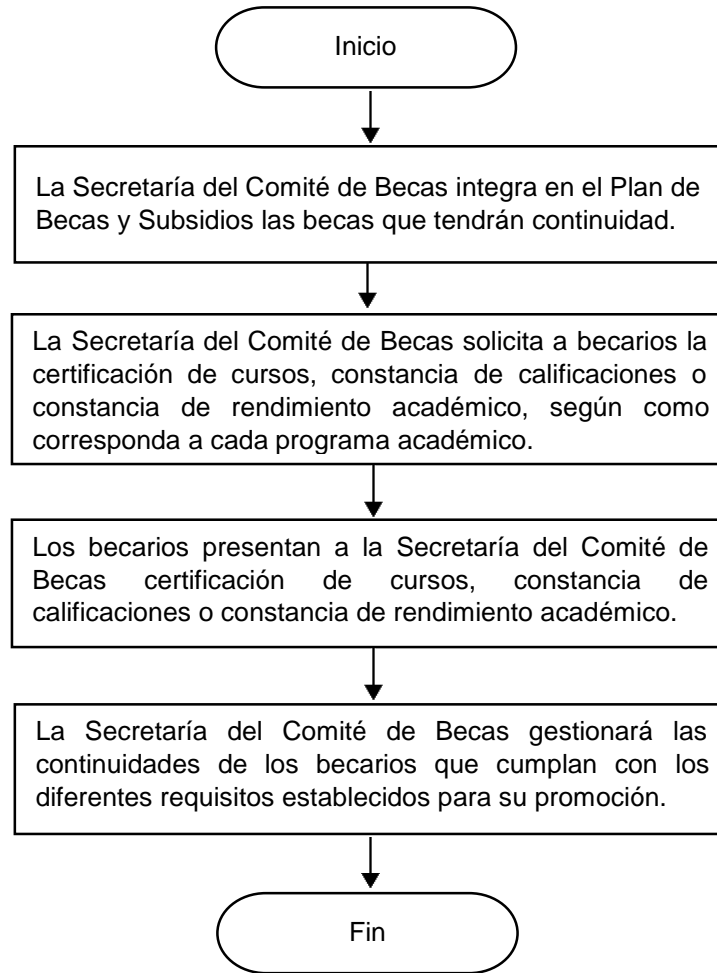 Inicio
La Secretaría del Comité de Becas integra en el Plan de
Becas y Subsidios las becas que tendrán continuidad.
La Secretaría del Comité de Becas solicita a becarios la
certificación de cursos, constancia de calificaciones o
constancia de rendimiento académico, según como
corresponda a cada programa académico.
Los becarios presentan a la Secretaría del Comité de
Becas certificación de cursos, constancia de
calificaciones o constancia de rendimiento académico.
La Secretaría del Comité de Becas gestionará las
continuidades de los becarios que cumplan con los
diferentes requisitos establecidos para su promoción.
Fin